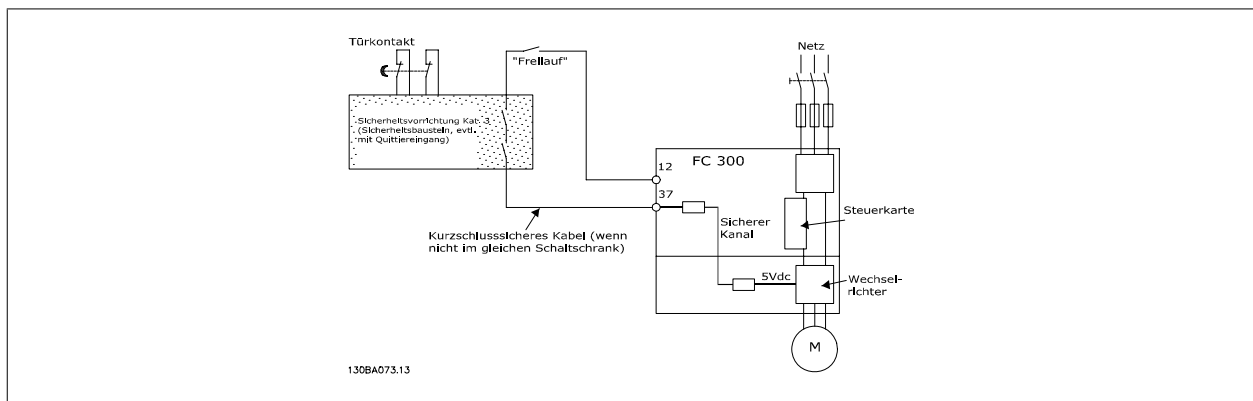 Türkontakt
"Freilauf"
Netz
Sicherheitsvorrichtung Kat. 3
(Sicherheitsbaustein, evtl.
mit Quittiereingang)
12
FC 300
37
Sicherer
Kanal
Steuerkarte
Kurzschlusssicheres Kabel (wenn
nicht im gleichen Schaltschrank)
5Vdc
Wechsel-
richter
M
130BA073.13